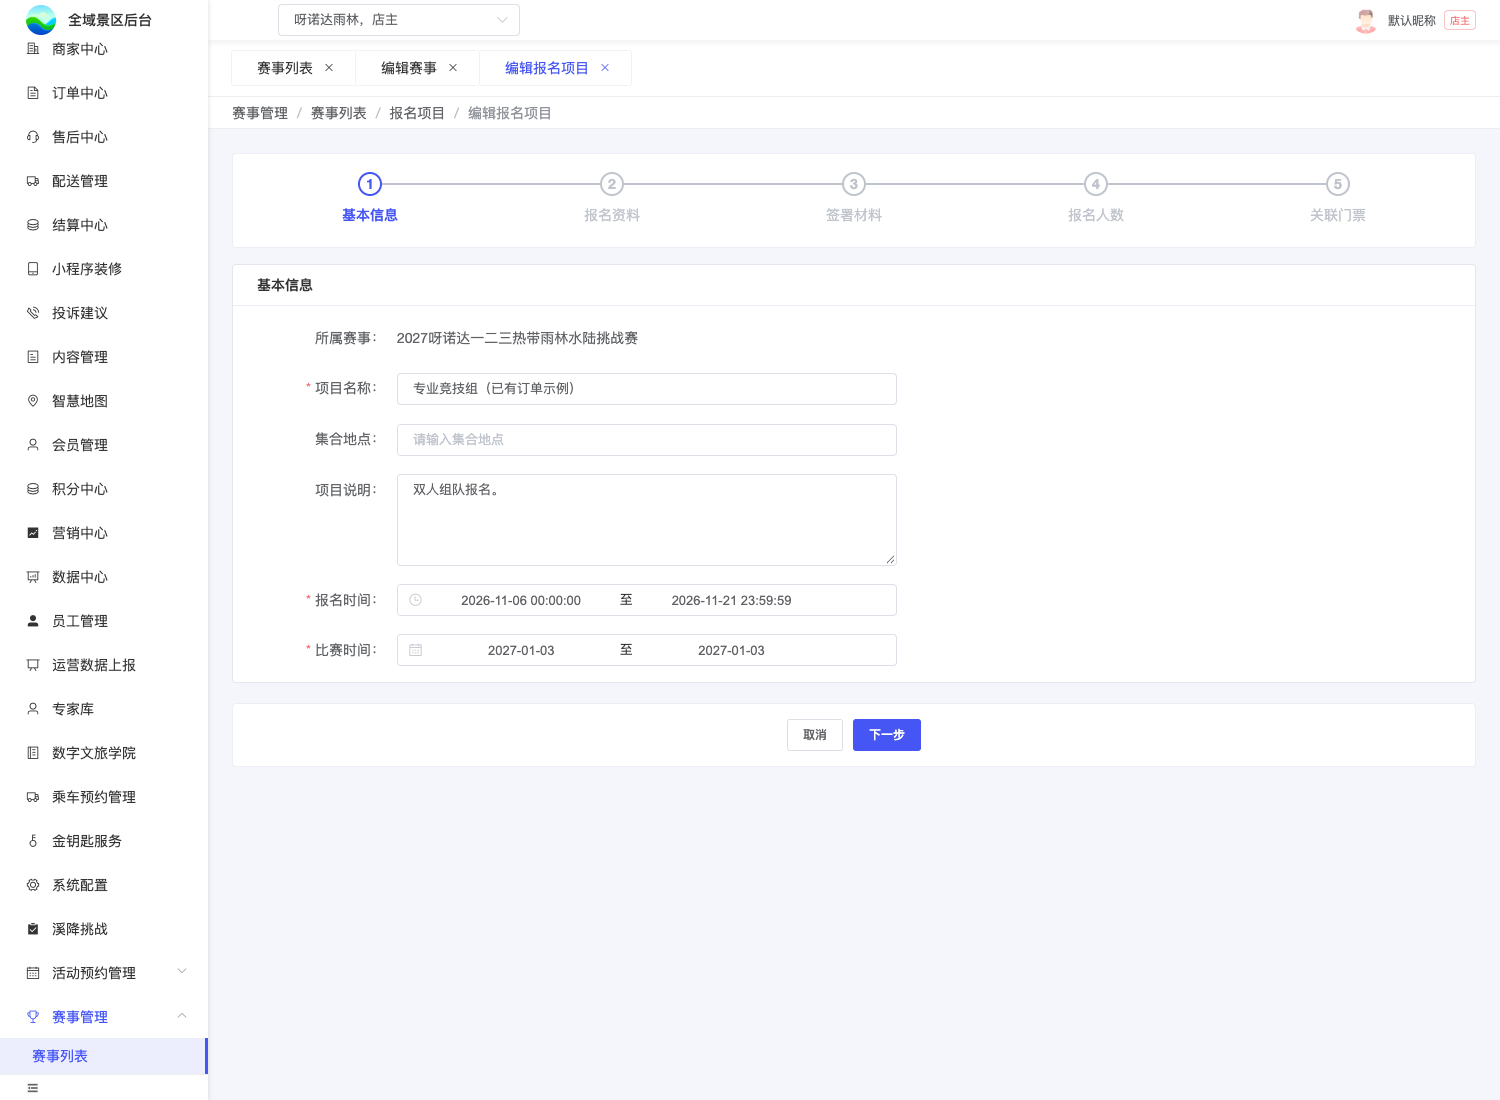 全域景区后台
呀诺达雨林，店主
默认昵称
店主
商家中心
订单中心
售后中心
配送管理
结算中心
小程序装修
投诉建议
内容管理
智慧地图
会员管理
积分中心
营销中心
数据中心
员工管理
运营数据上报
专家库
数字文旅学院
乘车预约管理
金钥匙服务
系统配置
溪降挑战
活动预约管理
赛事管理
赛事列表
赛事列表 × 编辑赛事 × 编辑报名项目 ×
赛事管理 / 赛事列表 / 报名项目 / 编辑报名项目
1 2 3 4 5
基本信息 报名资料 签署材料 报名人数 关联门票
基本信息
所属赛事： 2027呀诺达一二三热带雨林水陆挑战赛
* 项目名称： 专业竞技组（已有订单示例）
集合地点： 请输入集合地点
项目说明： 双人组队报名。
* 报名时间： 2026-11-06 00:00:00 至 2026-11-21 23:59:59
* 比赛时间： 2027-01-03 至 2027-01-03
取消 下一步